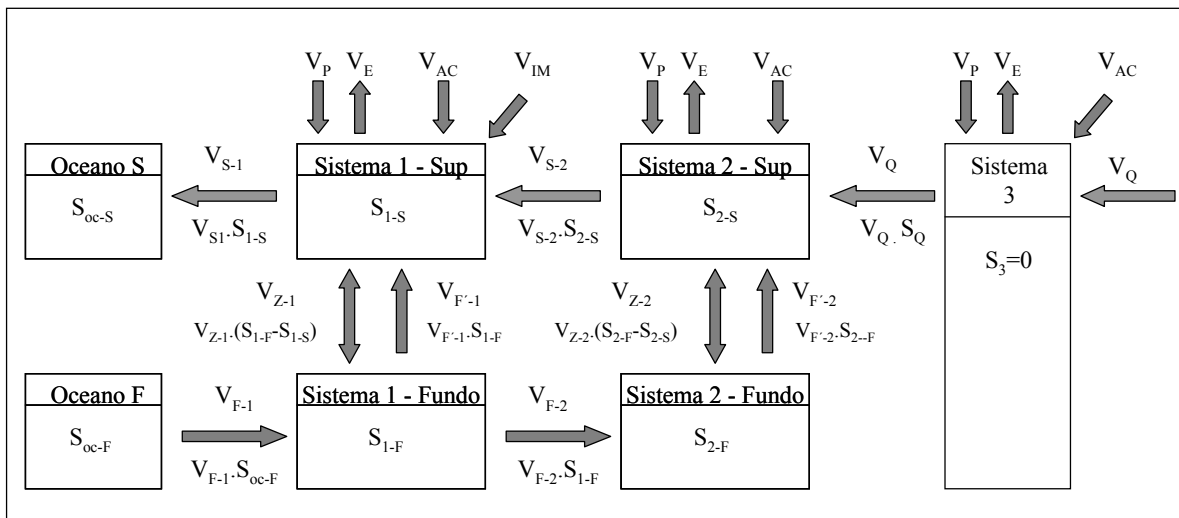 V_P V_E V_AC V_IM V_P V_E V_AC V_P V_E V_AC
Oceano S
S_oc-S
V_S-1
V_S1.S_1-S
Sistema 1 - Sup
S_1-S
V_S-2
V_S-2.S_2-S
Sistema 2 - Sup
S_2-S
V_Q
V_Q . S_Q
Sistema
3
S_3=0
V_Q
V_Z-1
V_Z-1.(S_1-F-S_1-S)
V_F´-1
V_F´-1.S_1-F
V_Z-2
V_Z-2.(S_2-F-S_2-S)
V_F´-2
V_F´-2.S_2--F
Oceano F
S_oc-F
V_F-1
V_F-1.S_oc-F
Sistema 1 - Fundo
S_1-F
V_F-2
V_F-2.S_1-F
Sistema 2 - Fundo
S_2-F